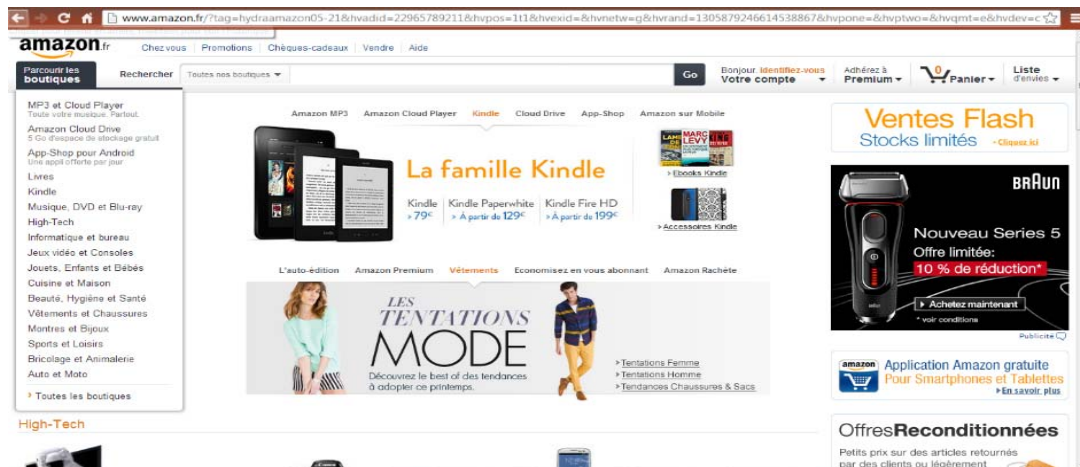 www.amazon.fr/?tag=hydraamazon05-21&hvadid=22965789211&hvpos=1t1&hvexid=&hvnetw=g&hvrand=1305879246614538867&hvpone=&hvptwo=&hvqmt=e&hvdev=c
amazon.fr
Chez vous Promotions Chèques-cadeaux Vendre Aide
Parcourir les
boutiques
Rechercher Toutes nos boutiques Go
Bonjour. Identifiez-vous
Votre compte
Adhérez à
Premium
0
Panier
Liste
d'envies
MP3 et Cloud Player
Toute votre musique. Partout.
Amazon Cloud Drive
5 Go d'espace de stockage gratuit
App-Shop pour Android
Une appli offerte par jour
Livres
Kindle
Musique, DVD et Blu-ray
High-Tech
Informatique et bureau
Jeux vidéo et Consoles
Jouets, Enfants et Bébés
Cuisine et Maison
Beauté, Hygiène et Santé
Vêtements et Chaussures
Montres et Bijoux
Sports et Loisirs
Bricolage et Animalerie
Auto et Moto
Toutes les boutiques
Amazon MP3 Amazon Cloud Player Kindle Cloud Drive App-Shop Amazon sur Mobile
La famille Kindle
Kindle Kindle Paperwhite Kindle Fire HD
79€ À partir de 129€ À partir de 199€
MARC
LEVY KING
Ebooks Kindle
Accessoires Kindle
L'auto-édition Amazon Premium Vêtements Economisez en vous abonnant Amazon Rachète
LES
TENTATIONS
MODE
Découvrez le best of des tendances
à adopter ce printemps.
Tentations Femme
Tentations Homme
Tendances Chaussures & Sacs
High-Tech
Ventes Flash
Stocks limités
Cliquez ici
BRAUN
Nouveau Series 5
Offre limitée:
10 % de réduction*
Achetez maintenant
* voir conditions
Publicité
amazon
Application Amazon gratuite
Pour Smartphones et Tablettes
En savoir plus
OffresReconditionnées
Petits prix sur des articles retournés
par des clients ou légèrement